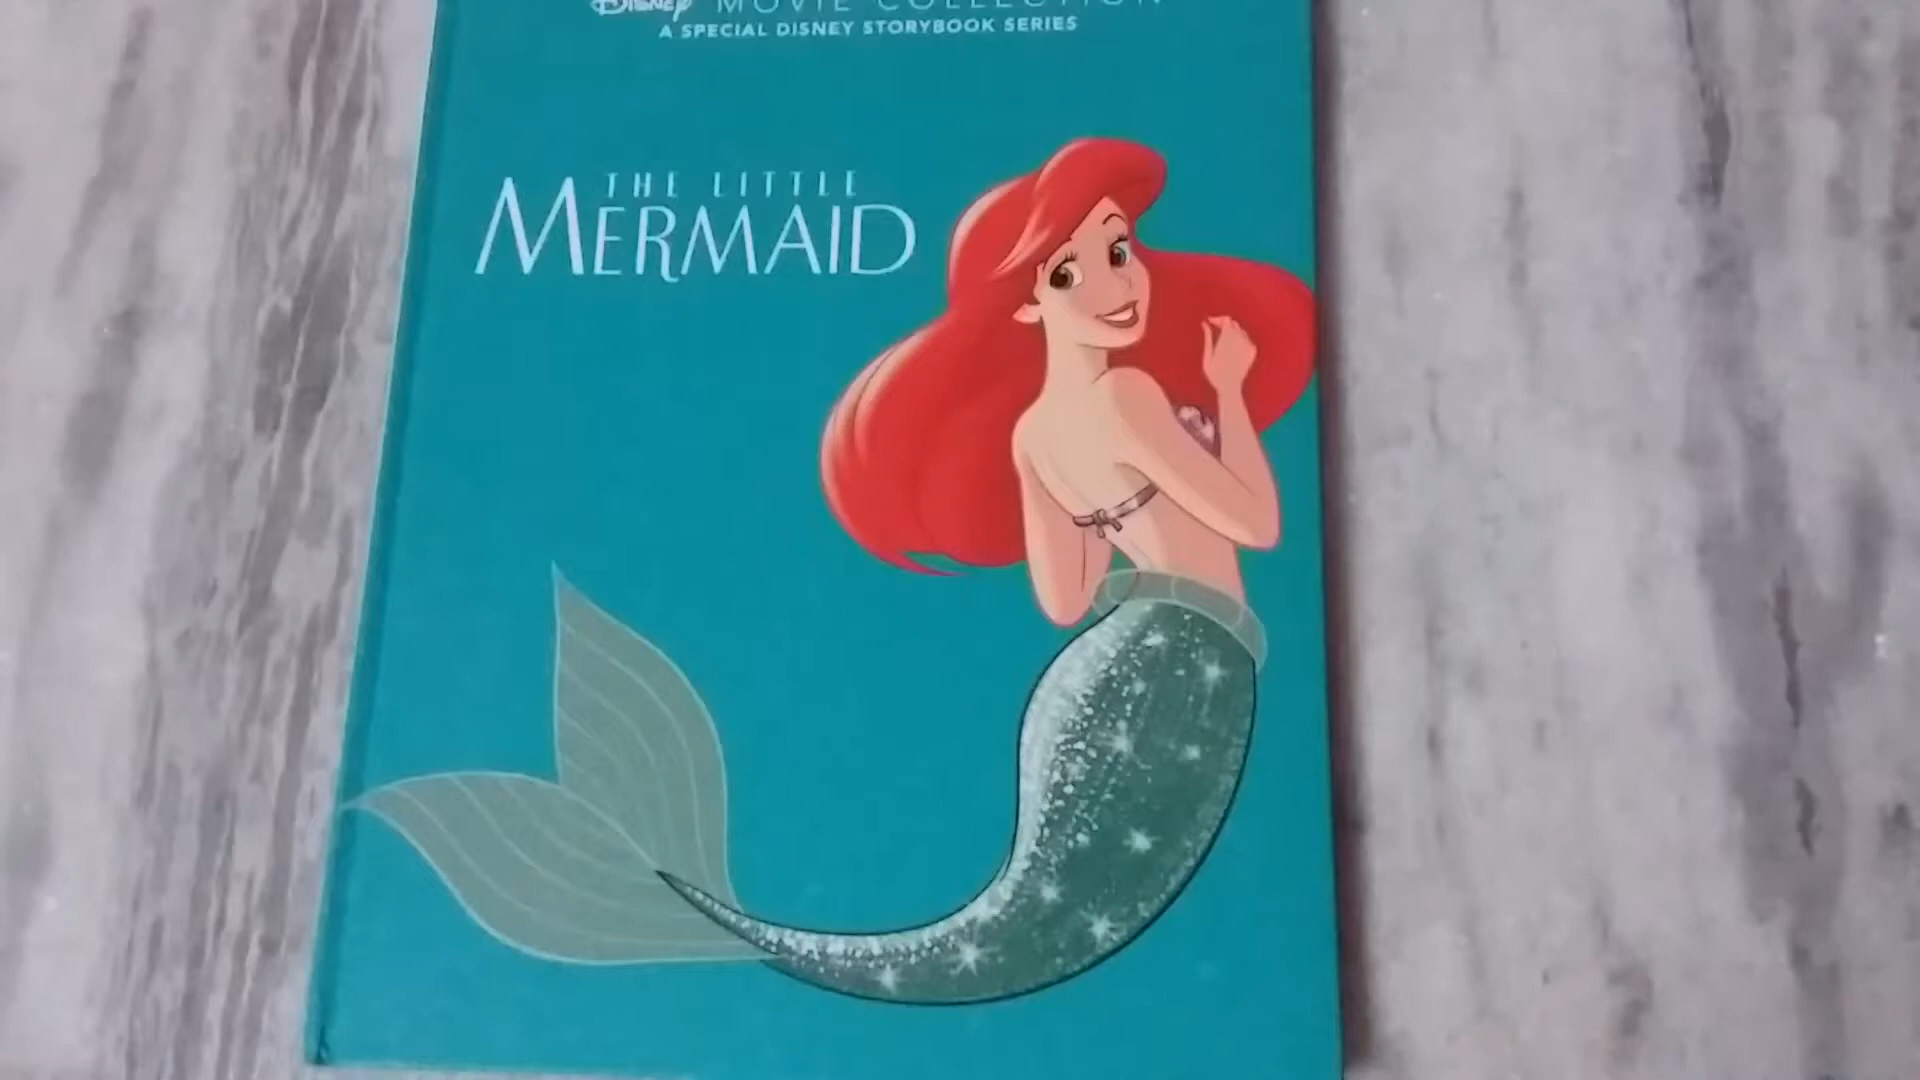 Disney MOVIE COLLECTION
A SPECIAL DISNEY STORYBOOK SERIES
THE LITTLE
MERMAID